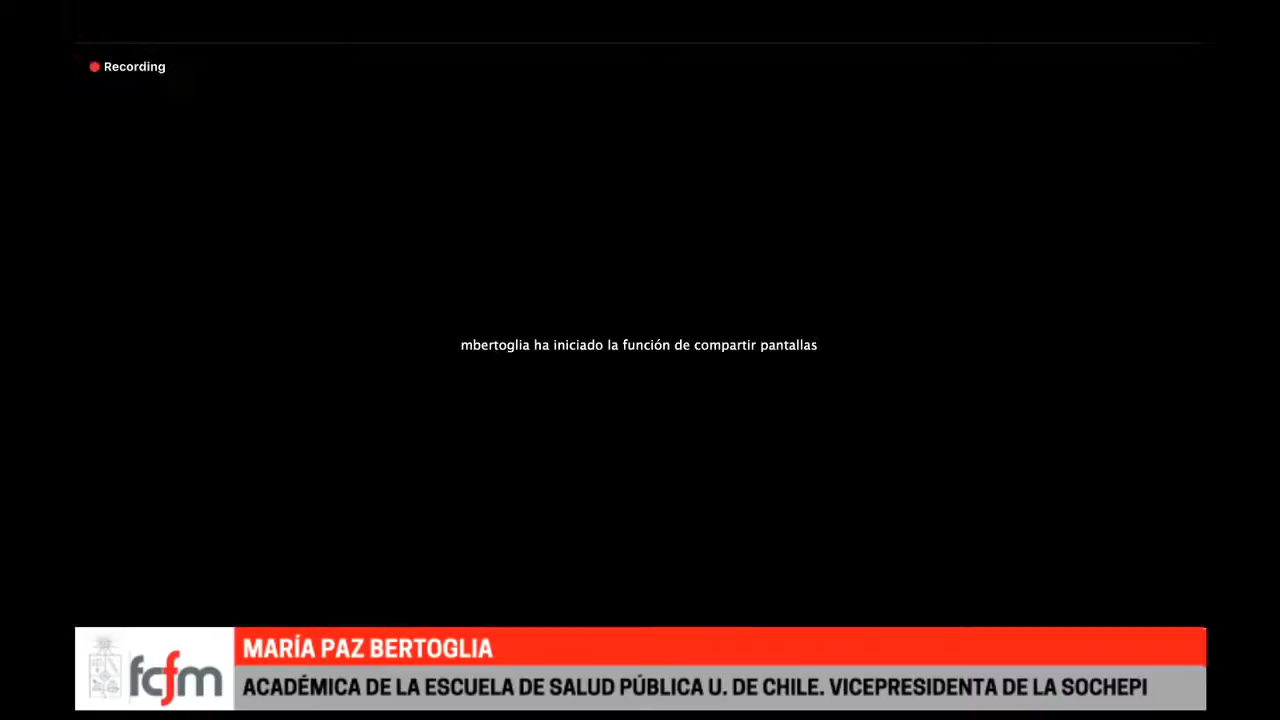 Recording
mbertoglia ha iniciado la función de compartir pantallas
MARÍA PAZ BERTOGLIA
fcfm
ACADÉMICA DE LA ESCUELA DE SALUD PÚBLICA U. DE CHILE. VICEPRESIDENTA DE LA SOCHEPI